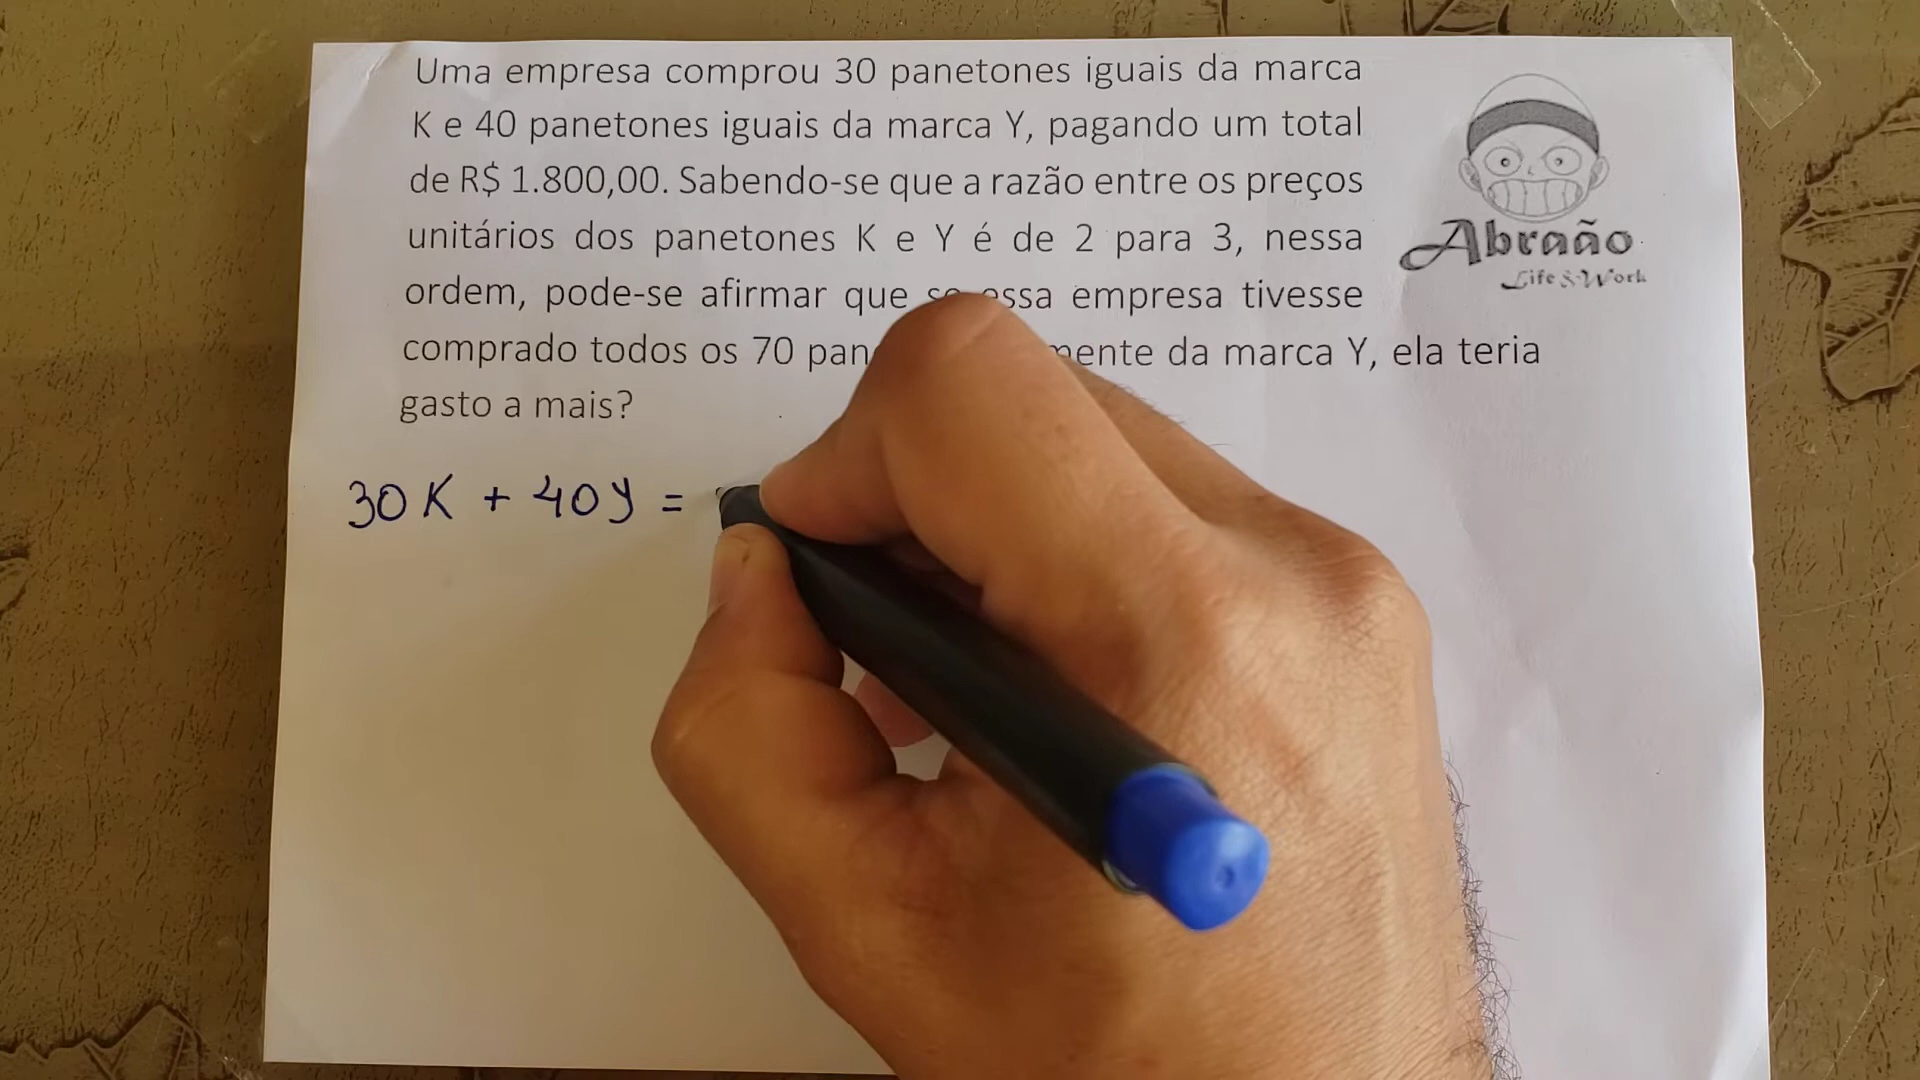 Uma empresa comprou 30 panetones iguais da marca
K e 40 panetones iguais da marca Y, pagando um total
de R$ 1.800,00. Sabendo-se que a razão entre os preços
unitários dos panetones K e Y é de 2 para 3, nessa
ordem, pode-se afirmar que se essa empresa tivesse
comprado todos os 70 da marca Y, ela teria
gasto a mais?
Abraão
Life & Work
30K + 40y =